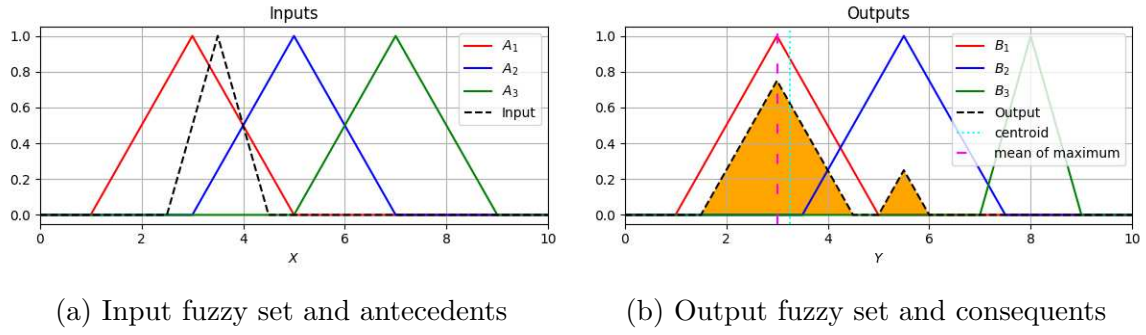 Inputs
1.0
0.8
0.6
0.4
0.2
0.0
0 2 4 6 8 10
X
A₁
A₂
A₃
Input
(a) Input fuzzy set and antecedents
Outputs
1.0
0.8
0.6
0.4
0.2
0.0
0 2 4 6 8 10
Y
B₁
B₂
B₃
Output
centroid
mean of maximum
(b) Output fuzzy set and consequents